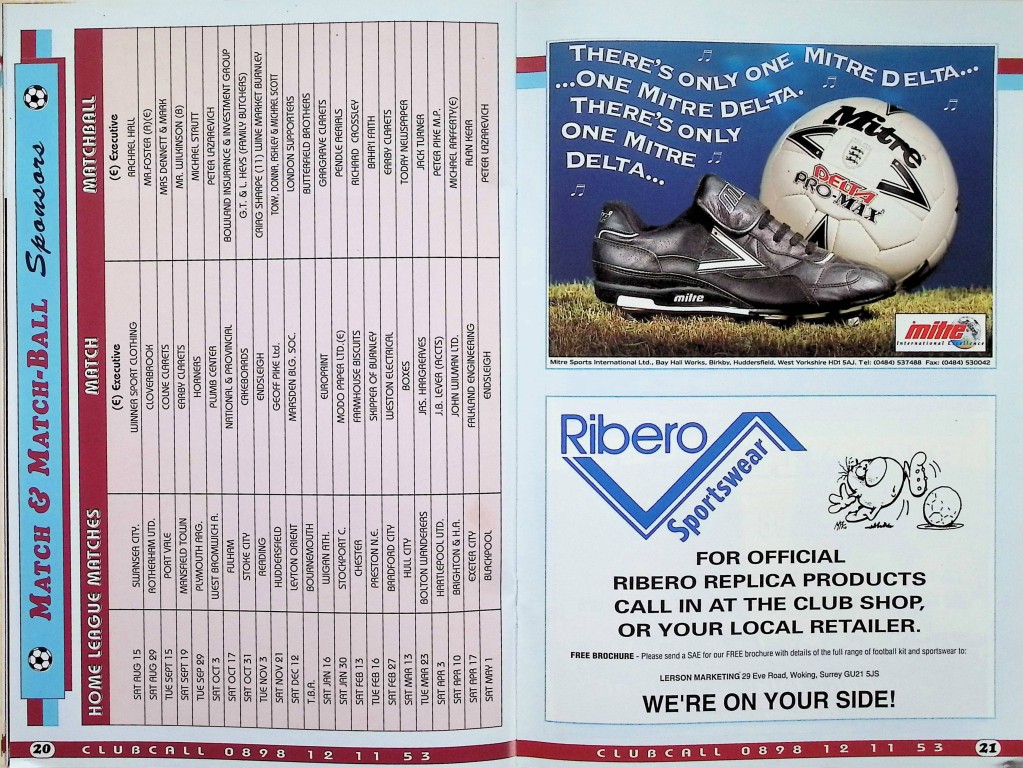 MATCH & MATCH-BALL Sponsors
HOME LEAGUE MATCHES MATCH MATCHBALL
(E) Executive (E) Executive
SAT AUG 15 SWANSEA CITY. WINNER SPORT CLOTHING RACHAEL HALL
SAT AUG 29 ROTHERHAM UTD. CLOVERBROOK MR.FOSTER (A)(E)
TUE SEPT 15 PORT VALE COLNE CLARETS MRS DENNETT & MARK
SAT SEPT 19 MANSFIELD TOWN EARBY CLARETS MR. WILKINSON (B)
TUE SEP 29 PLYMOUTH ARG. HORNERS MICHAEL STRUTT
SAT OCT 3 WEST BROMWICH A. PLUMB CENTER PETER LAZAREVICH
SAT OCT 17 FULHAM NATIONAL & PROVINCIAL BOWLAND INSURANCE & INVESTMENT GROUP
SAT OCT 31 STOKE CITY CAKEBOARDS G.T. & L. HEYS (FAMILY BUTCHERS)
TUE NOV 3 READING ENDSLEIGH CRIAG SHARPE (11) WINE MARKET BURNLEY
SAT NOV 21 HUDDERSFIELD GEOFF PIKE Ltd. TONY, DONNA, ASHLEY & MICHAEL SCOTT
SAT DEC 12 LEYTON ORIENT MARSDEN BLG. SOC. LONDON SUPPORTERS
T.B.A. BOURNEMOUTH BUTTERFIELD BROTHERS
SAT JAN 16 WIGAN ATH. EUROPRINT GARGRAVE CLARETS
SAT JAN 30 STOCKPORT C. MODO PAPER LTD.(E) PENDLE AERIALS
SAT FEB 13 CHESTER FARMHOUSE BISCUITS RICHARD CROSSLEY
TUE FEB 16 PRESTON N.E. SKIPPER OF BURNLEY BAHAI FAITH
SAT FEB 27 BRADFORD CITY WESTON ELECTRICAL EARBY CLARETS
SAT MAR 13 HULL CITY BOXES TODAY NEWSPAPER
TUE MAR 23 BOLTON WANDERERS JAS. HARGREAVES JACK TURNER
SAT APR 3 HARTLEPOOL LTD. J.B. LEVER (ACCTS) PETER PIKE M.P.
SAT APR 10 BRIGHTON & H.A. JOHN WILMAN LTD. MICHAEL RAFFERTY(E)
SAT APR 17 EXETER CITY FALKLAND ENGINEERING ALAN KERR
SAT MAY 1 BLACKPOOL ENDSLEIGH PETER LAZAREVICH
20 CLUBCALL 0898 12 11 53
THERE'S ONLY ONE MITRE DELTA...
...ONE MITRE DEL-TA.
THERE'S ONLY
ONE MITRE
DELTA...
Mitre
DELTA
PRO-MAX
mitre
mitre
International Excellence
Mitre Sports International Ltd., Bay Hall Works, Birkby, Huddersfield, West Yorkshire HD1 5AJ. Tel: (0484) 537488 Fax: (0484) 530042
Ribero
Sportswear
FOR OFFICIAL
RIBERO REPLICA PRODUCTS
CALL IN AT THE CLUB SHOP,
OR YOUR LOCAL RETAILER.
FREE BROCHURE - Please send a SAE for our FREE brochure with details of the full range of football kit and sportswear to:
LERSON MARKETING 29 Eve Road, Woking, Surrey GU21 5JS
WE'RE ON YOUR SIDE!
CLUBCALL 0898 12 11 53 21